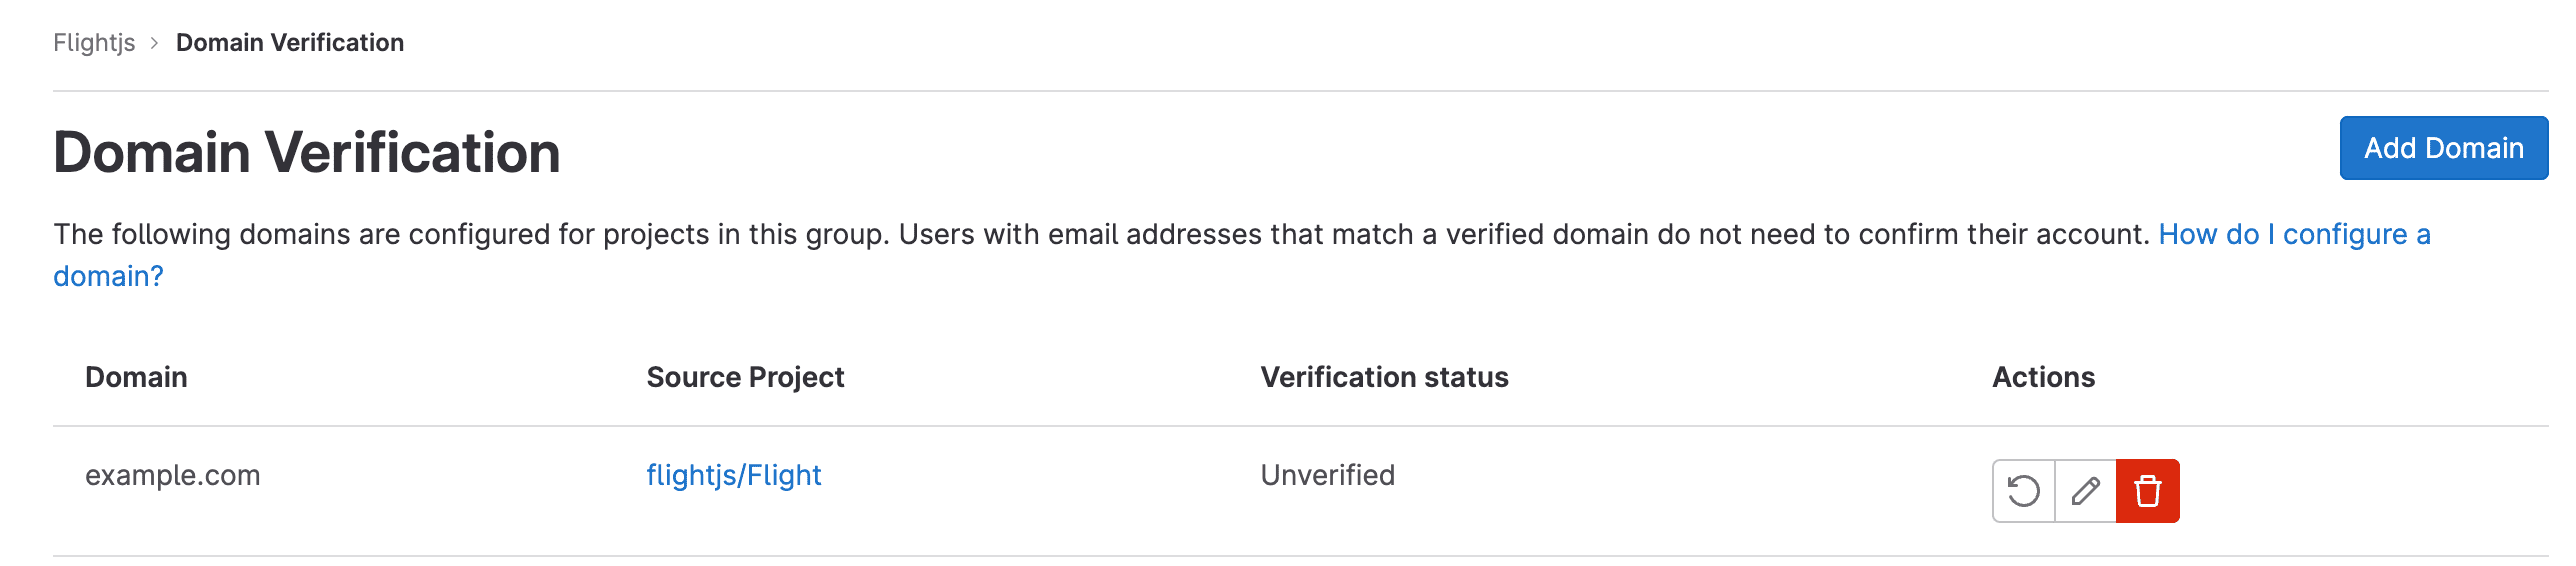 Flightjs > Domain Verification
Domain Verification
Add Domain
The following domains are configured for projects in this group. Users with email addresses that match a verified domain do not need to confirm their account. How do I configure a
domain?
Domain Source Project Verification status Actions
example.com flightjs/Flight Unverified